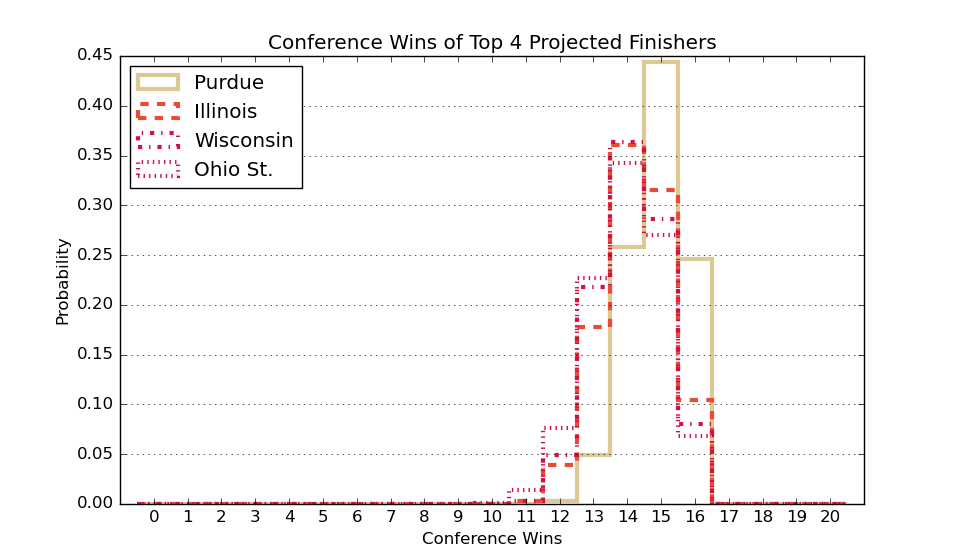 Conference Wins of Top 4 Projected Finishers
Purdue
Illinois
Wisconsin
Ohio St.
0.45
0.40
0.35
0.30
0.25
0.20
0.15
0.10
0.05
0.00
Probability
0 1 2 3 4 5 6 7 8 9 10 11 12 13 14 15 16 17 18 19 20
Conference Wins